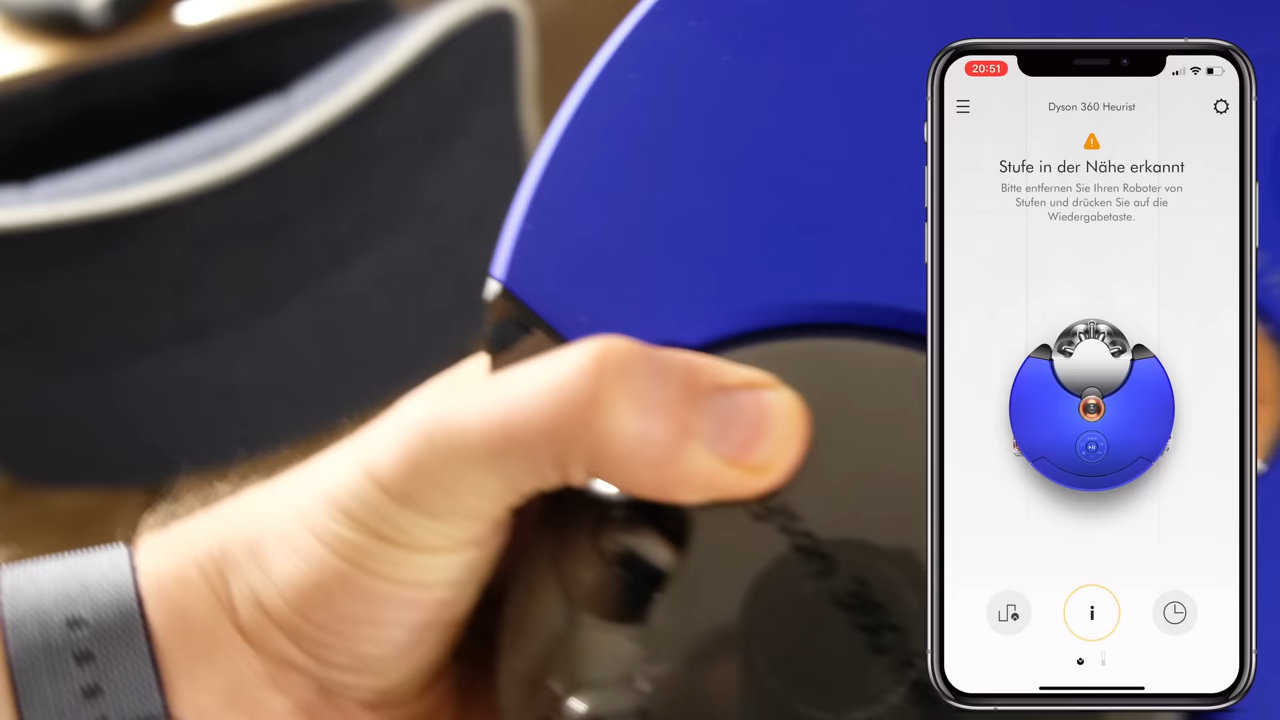 20:51
Dyson 360 Heurist
Stufe in der Nähe erkannt
Bitte entfernen Sie Ihren Roboter von
Stufen und drücken Sie auf die
Wiedergabetaste.
i